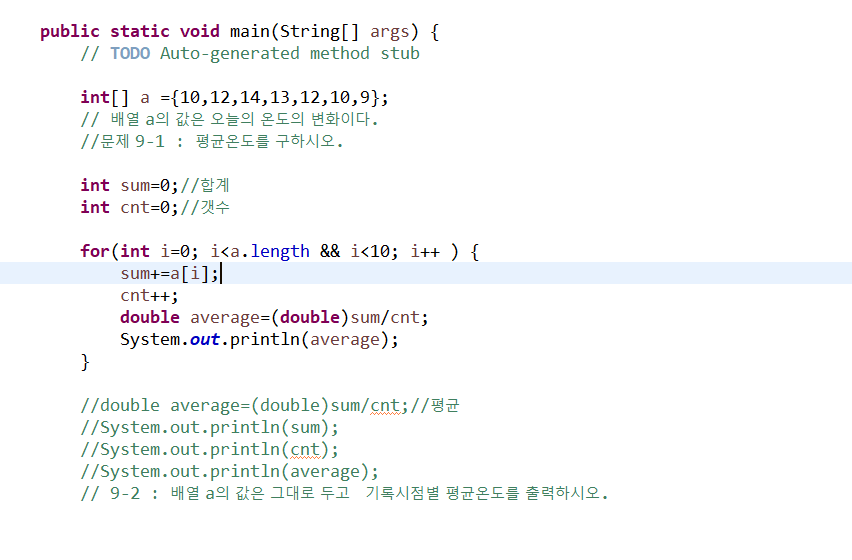 public static void main(String[] args) {
// TODO Auto-generated method stub
int[] a ={10,12,14,13,12,10,9};
// 배열 a의 값은 오늘의 온도의 변화이다.
//문제 9-1 : 평균온도를 구하시오.
int sum=0;//합계
int cnt=0;//갯수
for(int i=0; i<a.length && i<10; i++ ) {
sum+=a[i];
cnt++;
double average=(double)sum/cnt;
System.out.println(average);
}
//double average=(double)sum/cnt;//평균
//System.out.println(sum);
//System.out.println(cnt);
//System.out.println(average);
// 9-2 : 배열 a의 값은 그대로 두고 기록시점별 평균온도를 출력하시오.